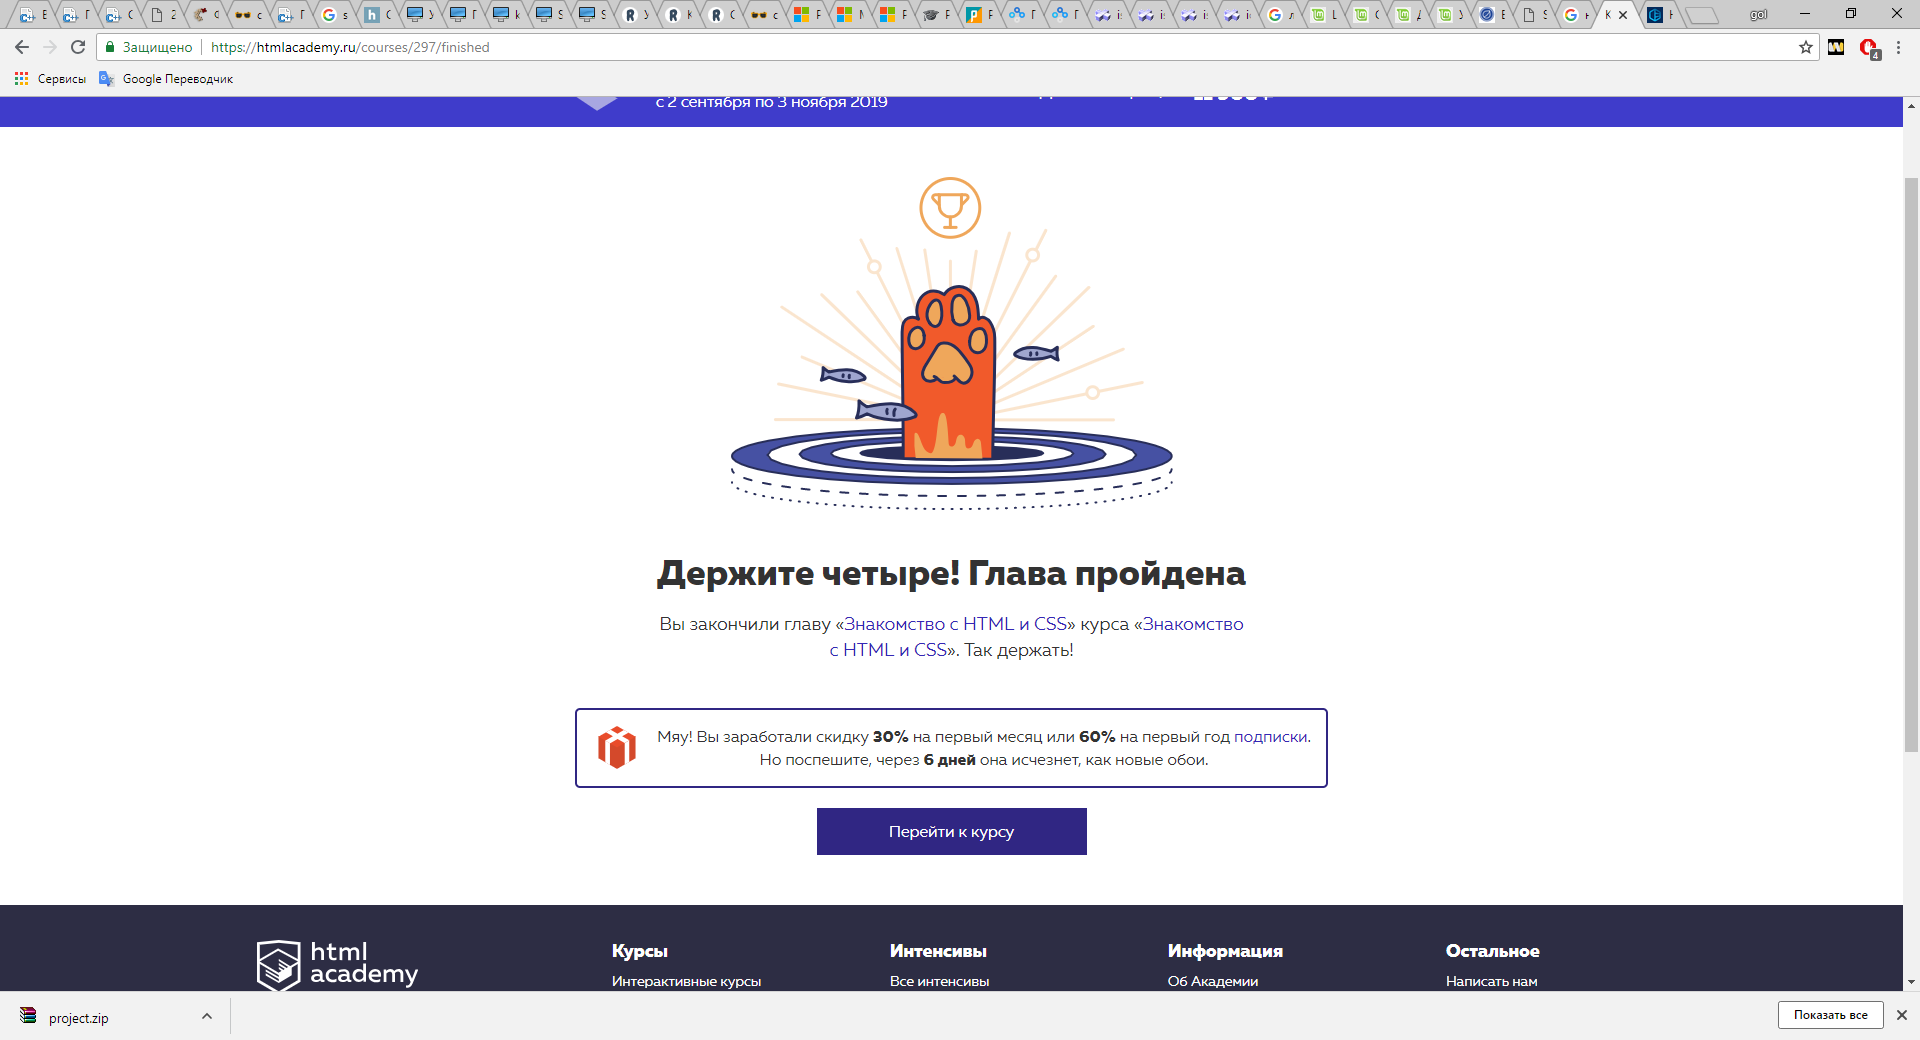 gol
Защищено
https://htmlacademy.ru/courses/297/finished
4
Сервисы
Google Переводчик
с 2 сентября по 3 ноября 2019
Держите четыре! Глава пройдена
Вы закончили главу «Знакомство с HTML и CSS» курса «Знакомство
с HTML и CSS». Так держать!
Мяу! Вы заработали скидку 30% на первый месяц или 60% на первый год подписки.
Но поспешите, через 6 дней она исчезнет, как новые обои.
Перейти к курсу
html
academy
Курсы
Интерактивные курсы
Интенсивы
Все интенсивы
Информация
Об Академии
Остальное
Написать нам
project.zip
Показать все